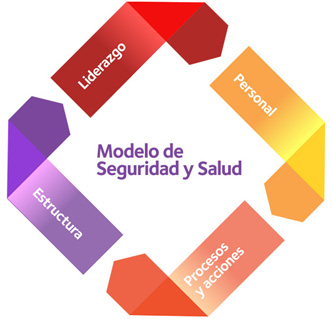 Liderazgo
Personal
Modelo de
Seguridad y Salud
Estructura
Procesos
y acciones